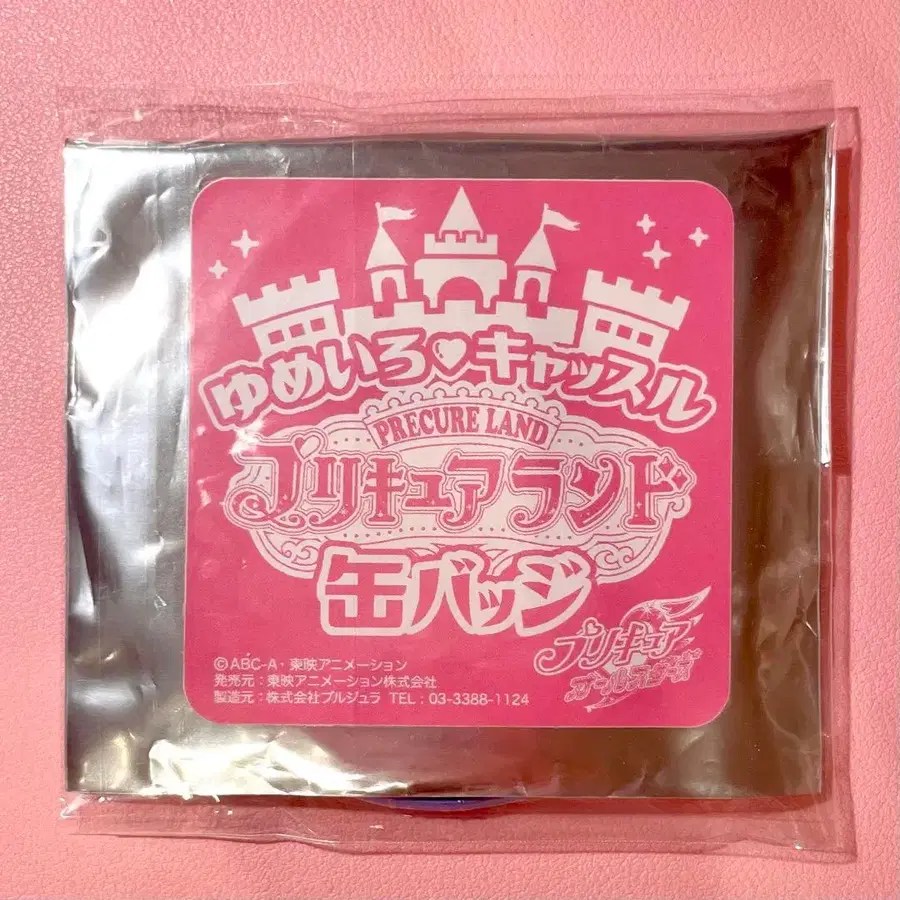 ゆめいろ♡キャッスル
PRECURE LAND
プリキュアランド
缶バッジ
プリキュア
オールスターズ
©ABC-A・東映アニメーション
発売元：東映アニメーション株式会社
製造元：株式会社ブルジュラ TEL：03-3388-1124